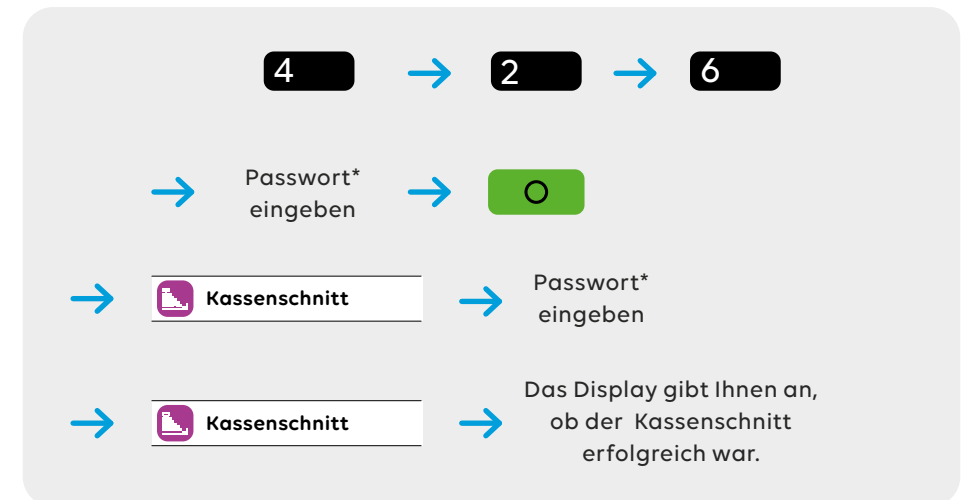 4 → 2 → 6
→ Passwort* → O
eingeben
→ Kassenschnitt → Passwort*
eingeben
→ Kassenschnitt → Das Display gibt Ihnen an,
ob der Kassenschnitt
erfolgreich war.